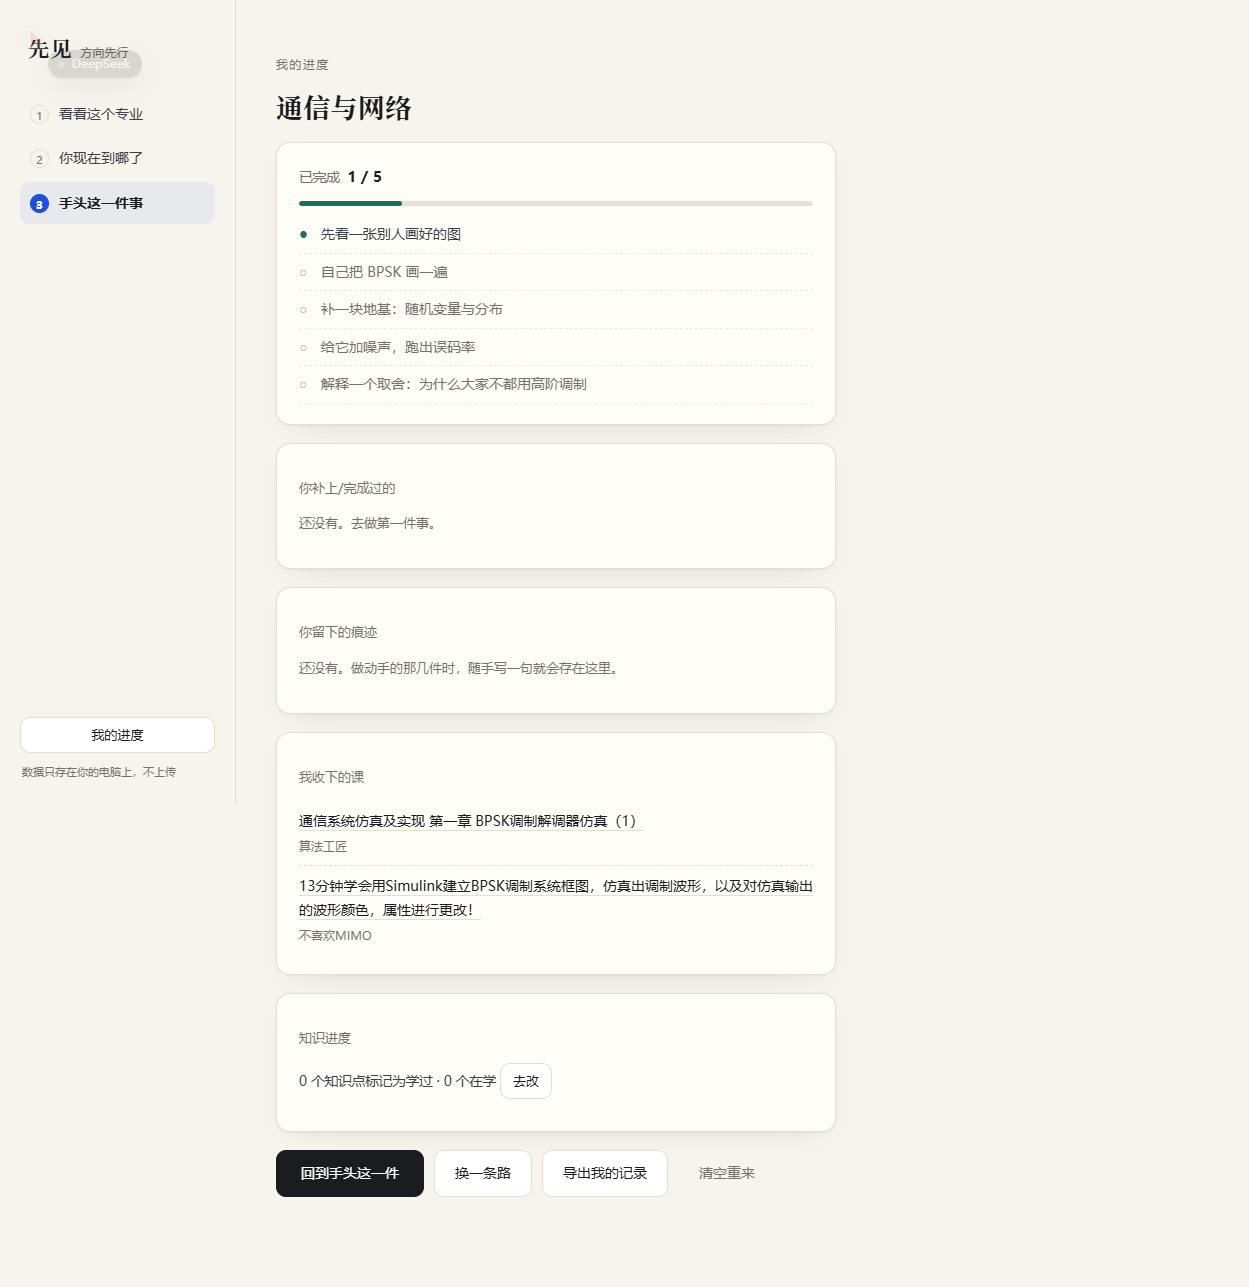 先见 方向先行
DeepSeek
1 看看这个专业
2 你现在到哪了
3 手头这一件事
我的进度
数据只存在你的电脑上，不上传
我的进度
通信与网络
已完成 1 / 5
先看一张别人画好的图
自己把 BPSK 画一遍
补一块地基：随机变量与分布
给它加噪声，跑出误码率
解释一个取舍：为什么大家不都用高阶调制
你补上/完成过的
还没有。去做第一件事。
你留下的痕迹
还没有。做动手的那几件时，随手写一句就会存在这里。
我收下的课
通信系统仿真及实现 第一章 BPSK调制解调器仿真（1）
算法工匠
13分钟学会用Simulink建立BPSK调制系统框图，仿真出调制波形，以及对仿真输出
的波形颜色，属性进行更改！
不喜欢MIMO
知识进度
0 个知识点标记为学过 · 0 个在学 去改
回到手头这一件 换一条路 导出我的记录 清空重来